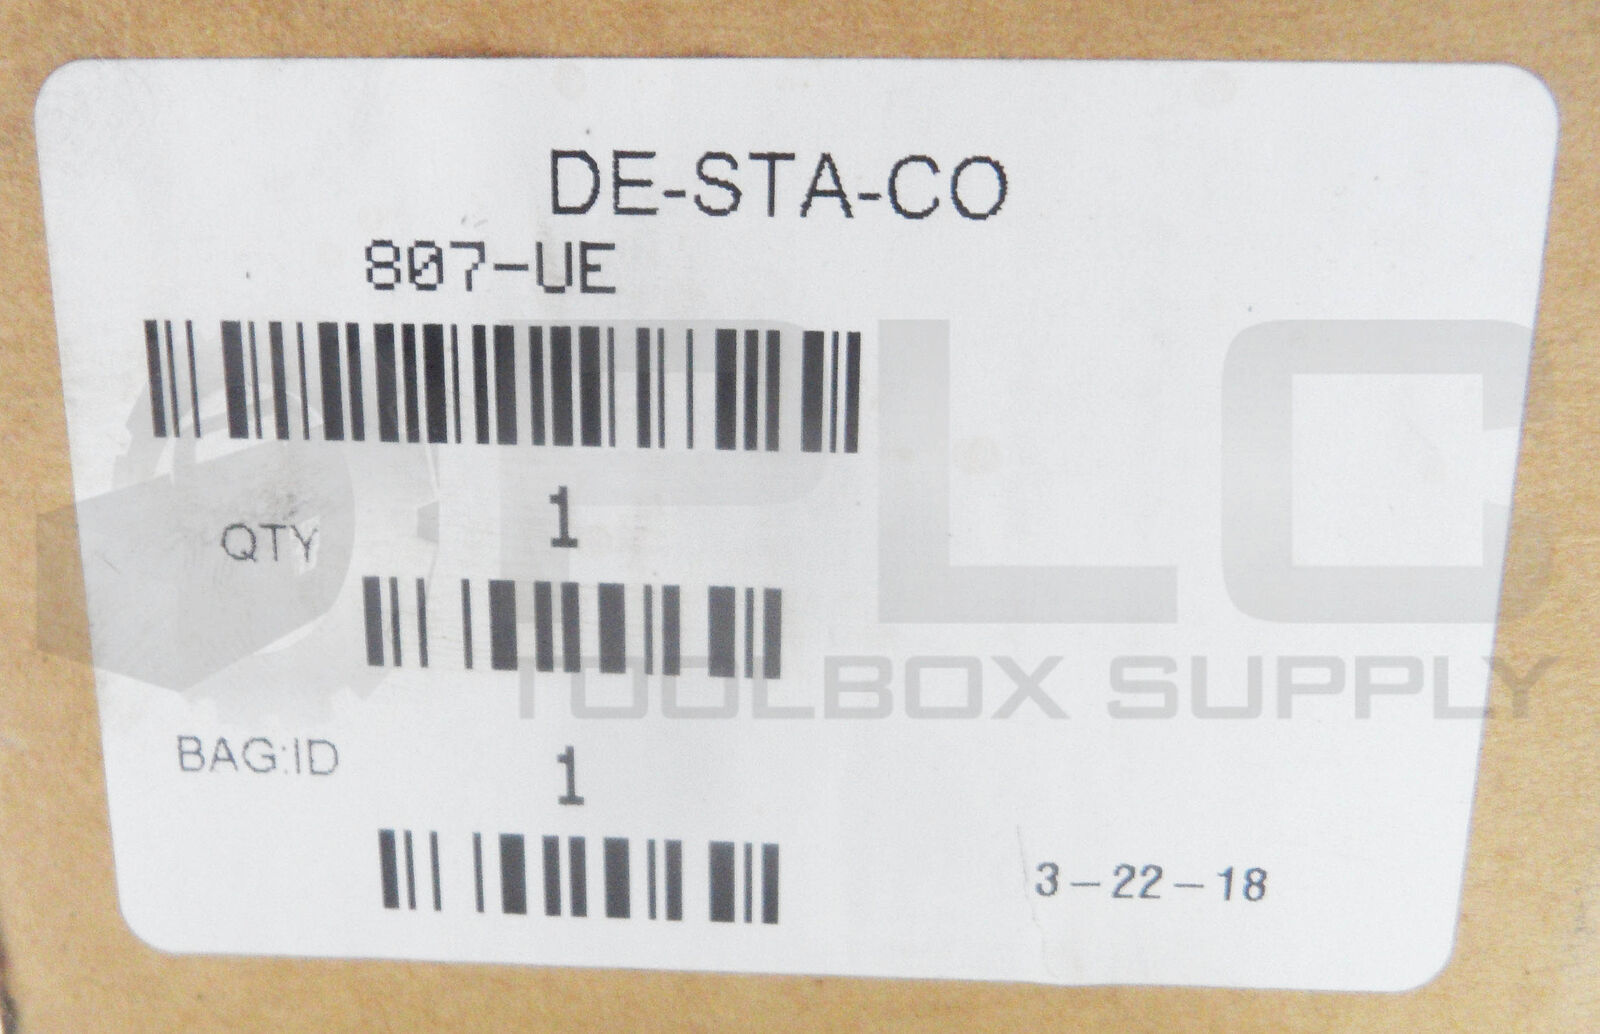 DE-STA-CO
807-UE
QTY 1
BAG:ID 1
3-22-18
PLC
TOOLBOX SUPPLY